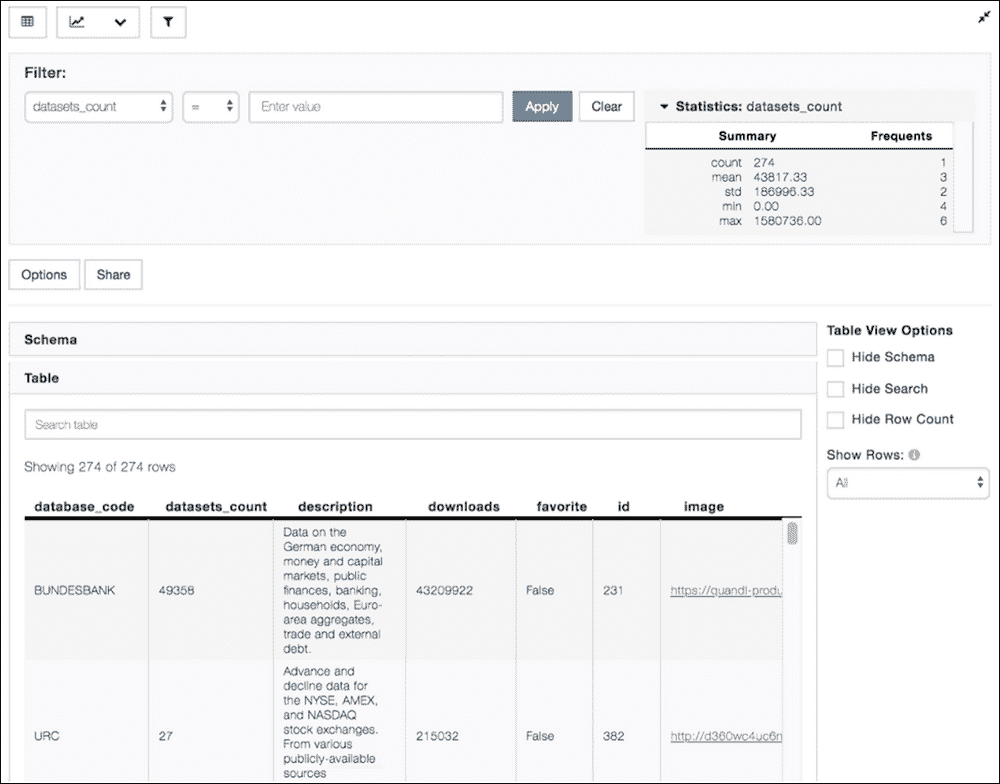 Filter:
datasets_count = Enter value Apply Clear
Statistics: datasets_count
Summary Frequents
count 274 1
mean 43817.33 3
std 186996.33 2
min 0.00 4
max 1580736.00 6
Options Share
Schema
Table
Search table
Showing 274 of 274 rows
Table View Options
Hide Schema
Hide Search
Hide Row Count
Show Rows:
All
database_code datasets_count description downloads favorite id image
Data on the
German economy,
money and capital
markets, public
BUNDESBANK 49358 finances, banking, 43209922 False 231 https://quandl-produ
households, Euro-
area aggregates,
trade and external
debt.
Advance and
decline data for
the NYSE, AMEX,
and NASDAQ
URC 27 stock exchanges. 215032 False 382 http://d360wc4uc6n
From various
publicly-available
sources